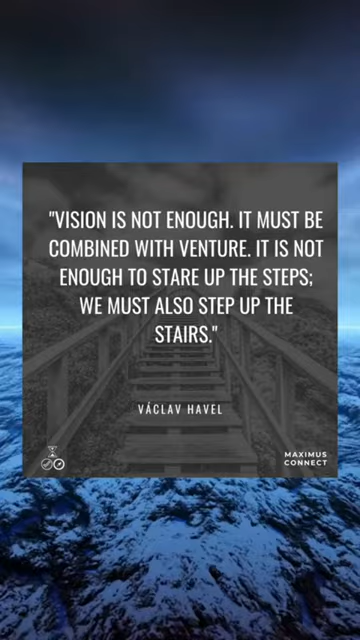 "VISION IS NOT ENOUGH. IT MUST BE
COMBINED WITH VENTURE. IT IS NOT
ENOUGH TO STARE UP THE STEPS;
WE MUST ALSO STEP UP THE
STAIRS."
VÁCLAV HAVEL
MAXIMUS
CONNECT